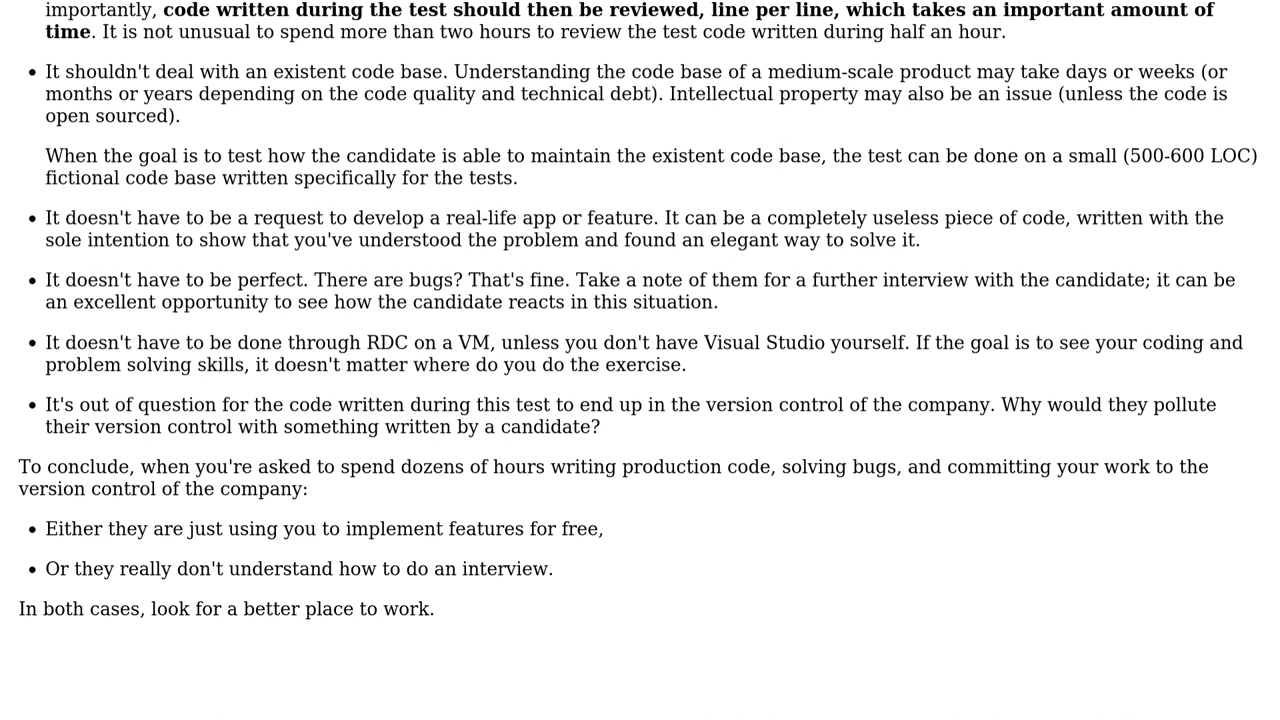 importantly, code written during the test should then be reviewed, line per line, which takes an important amount of
time. It is not unusual to spend more than two hours to review the test code written during half an hour.
• It shouldn't deal with an existent code base. Understanding the code base of a medium-scale product may take days or weeks (or
months or years depending on the code quality and technical debt). Intellectual property may also be an issue (unless the code is
open sourced).
When the goal is to test how the candidate is able to maintain the existent code base, the test can be done on a small (500-600 LOC)
fictional code base written specifically for the tests.
• It doesn't have to be a request to develop a real-life app or feature. It can be a completely useless piece of code, written with the
sole intention to show that you've understood the problem and found an elegant way to solve it.
• It doesn't have to be perfect. There are bugs? That's fine. Take a note of them for a further interview with the candidate; it can be
an excellent opportunity to see how the candidate reacts in this situation.
• It doesn't have to be done through RDC on a VM, unless you don't have Visual Studio yourself. If the goal is to see your coding and
problem solving skills, it doesn't matter where do you do the exercise.
• It's out of question for the code written during this test to end up in the version control of the company. Why would they pollute
their version control with something written by a candidate?
To conclude, when you're asked to spend dozens of hours writing production code, solving bugs, and committing your work to the
version control of the company:
• Either they are just using you to implement features for free,
• Or they really don't understand how to do an interview.
In both cases, look for a better place to work.